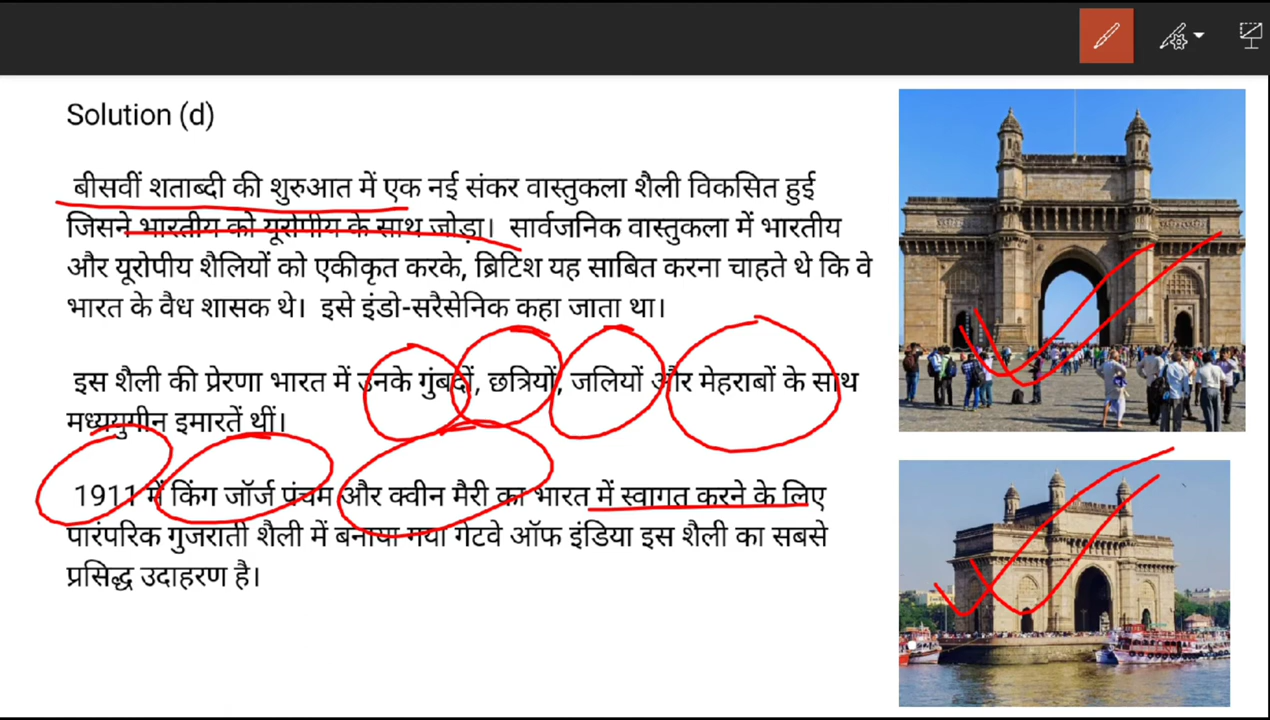 Solution (d)
बीसवीं शताब्दी की शुरुआत में एक नई संकर वास्तुकला शैली विकसित हुई
जिसने भारतीय को यूरोपीय के साथ जोड़ा। सार्वजनिक वास्तुकला में भारतीय
और यूरोपीय शैलियों को एकीकृत करके, ब्रिटिश यह साबित करना चाहते थे कि वे
भारत के वैध शासक थे। इसे इंडो-सरैसेनिक कहा जाता था।
इस शैली की प्रेरणा भारत में उनके गुंबदों, छत्रियों, जलियों और मेहराबों के साथ
मध्ययुगीन इमारतें थीं।
1911 में किंग जॉर्ज पंचम और क्वीन मैरी का भारत में स्वागत करने के लिए
पारंपरिक गुजराती शैली में बनाया गया गेटवे ऑफ इंडिया इस शैली का सबसे
प्रसिद्ध उदाहरण है।